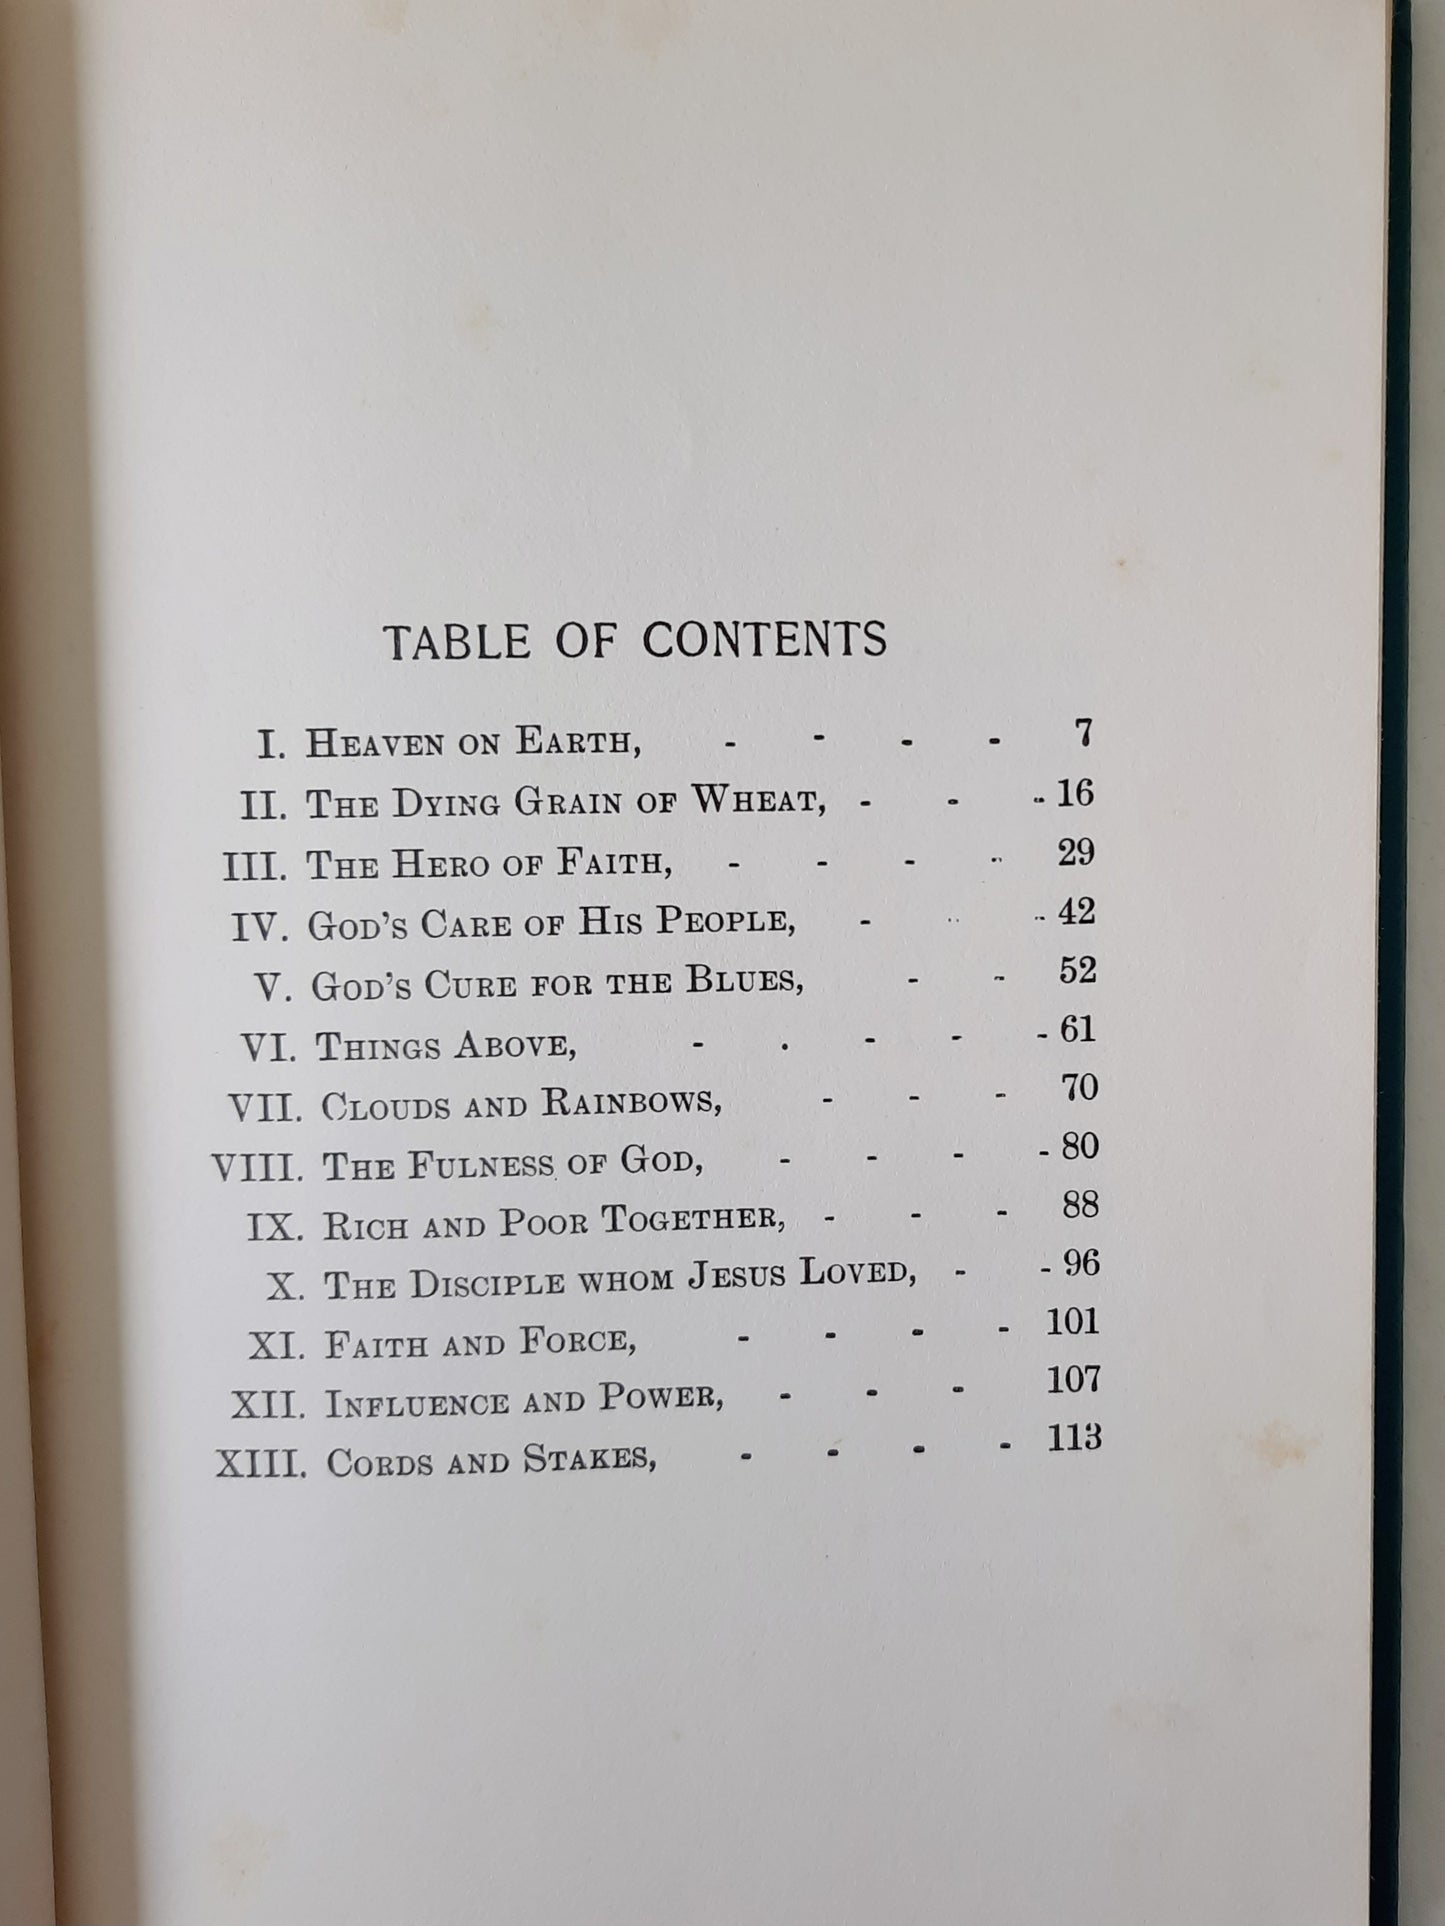 TABLE OF CONTENTS
I. Heaven on Earth, - - - - 7
II. The Dying Grain of Wheat, - - - 16
III. The Hero of Faith, - - - - 29
IV. God's Care of His People, - - - 42
V. God's Cure for the Blues, - - 52
VI. Things Above, - . - - - 61
VII. Clouds and Rainbows, - - - 70
VIII. The Fulness of God, - - - - 80
IX. Rich and Poor Together, - - - 88
X. The Disciple whom Jesus Loved, - - 96
XI. Faith and Force, - - - - 101
XII. Influence and Power, - - - 107
XIII. Cords and Stakes, - - - - 113